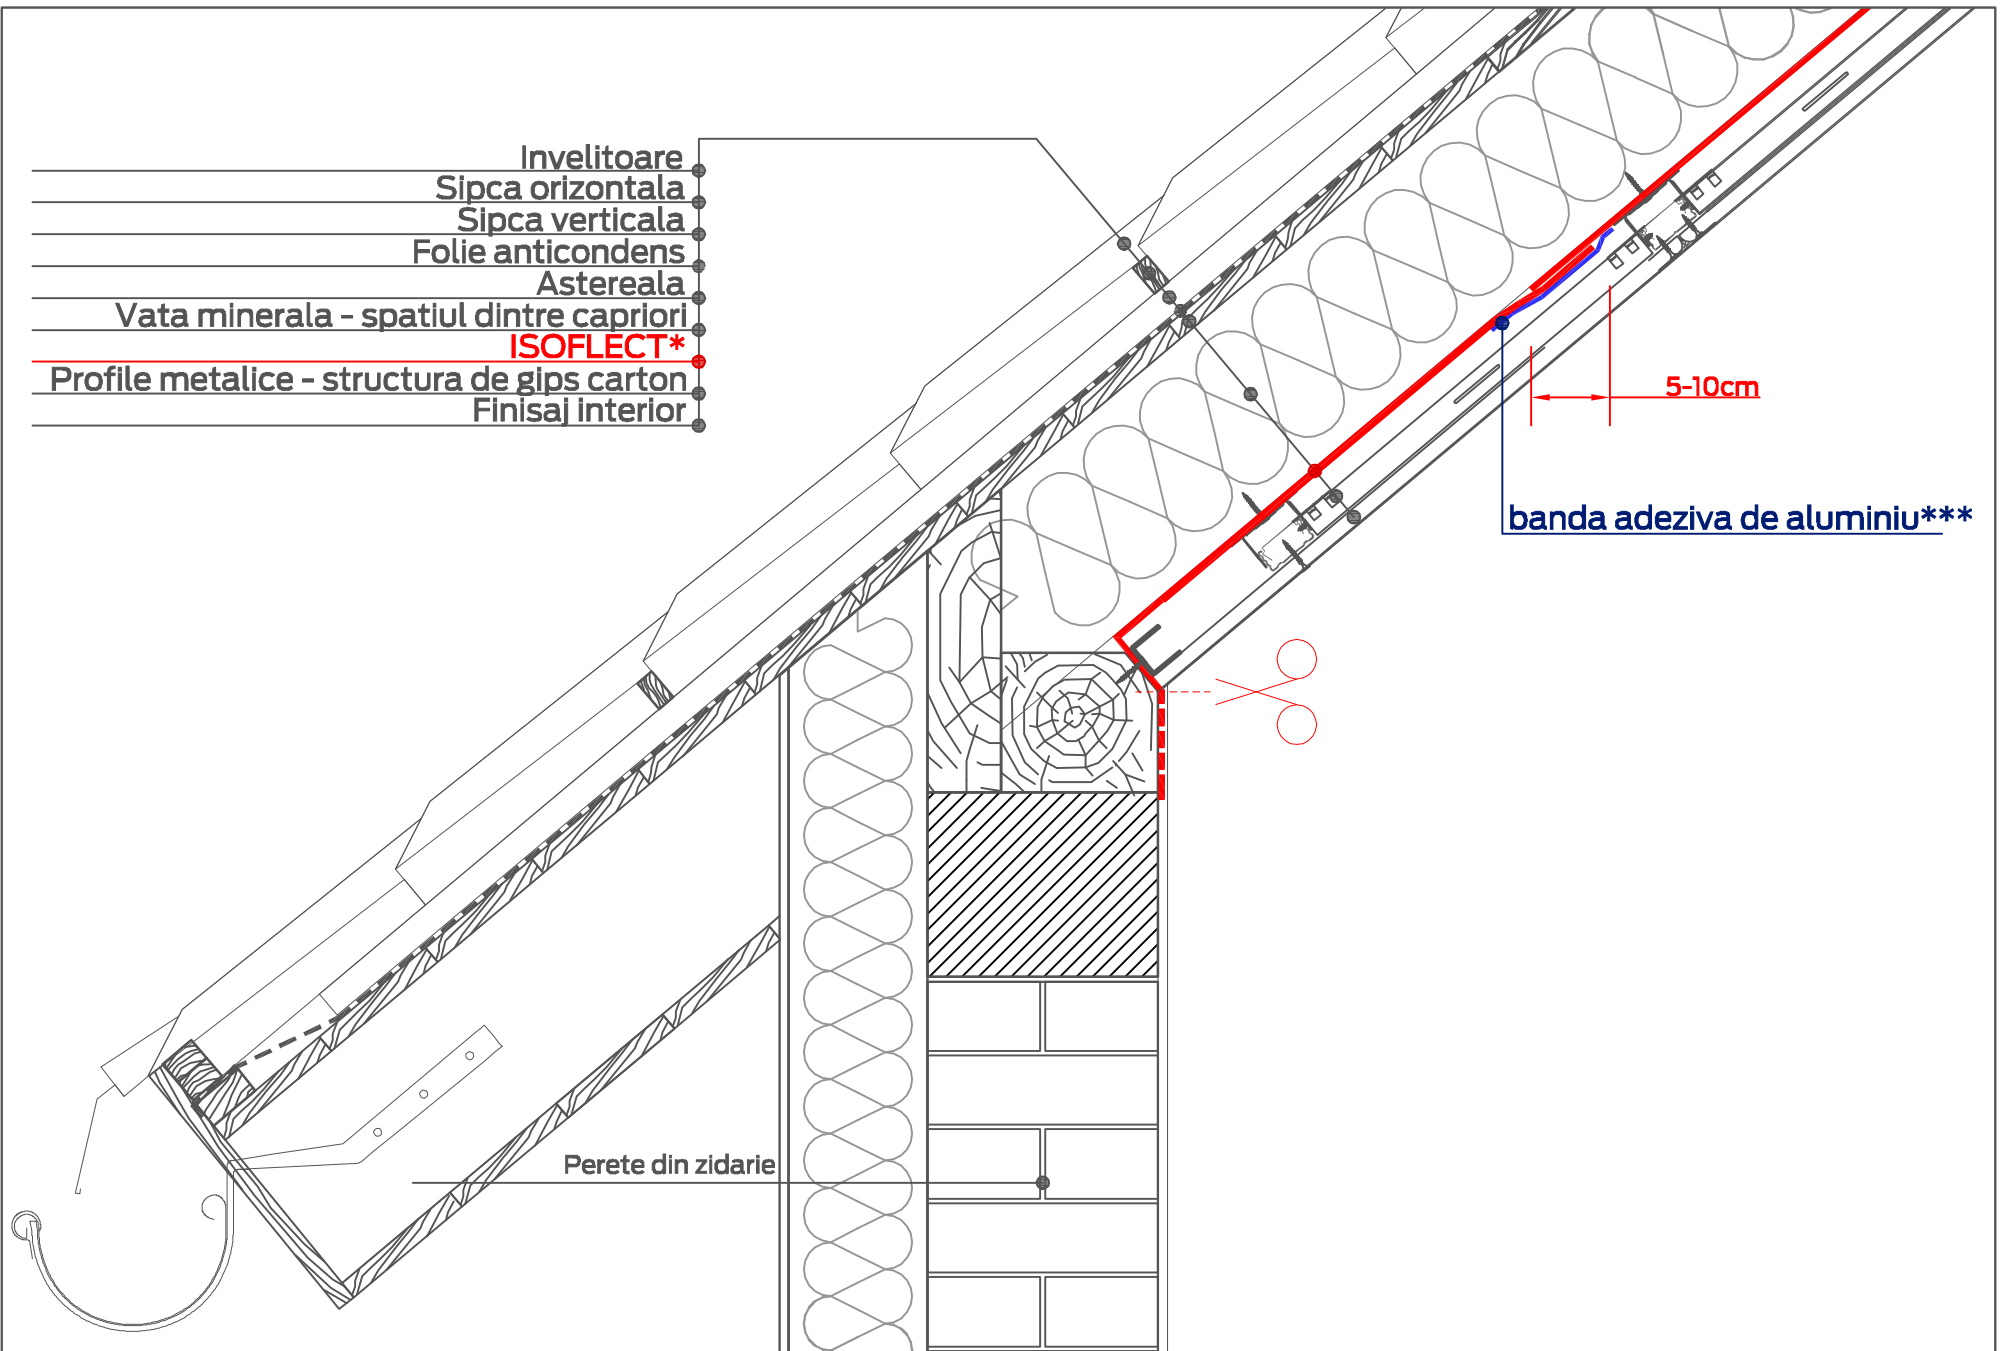 Invelitoare
Sipca orizontala
Sipca verticala
Folie anticondens
Astereala
Vata minerala - spatiul dintre capriori
ISOFLECT*
Profile metalice - structura de gips carton
Finisaj interior
5-10cm
banda adeziva de aluminiu***
Perete din zidarie